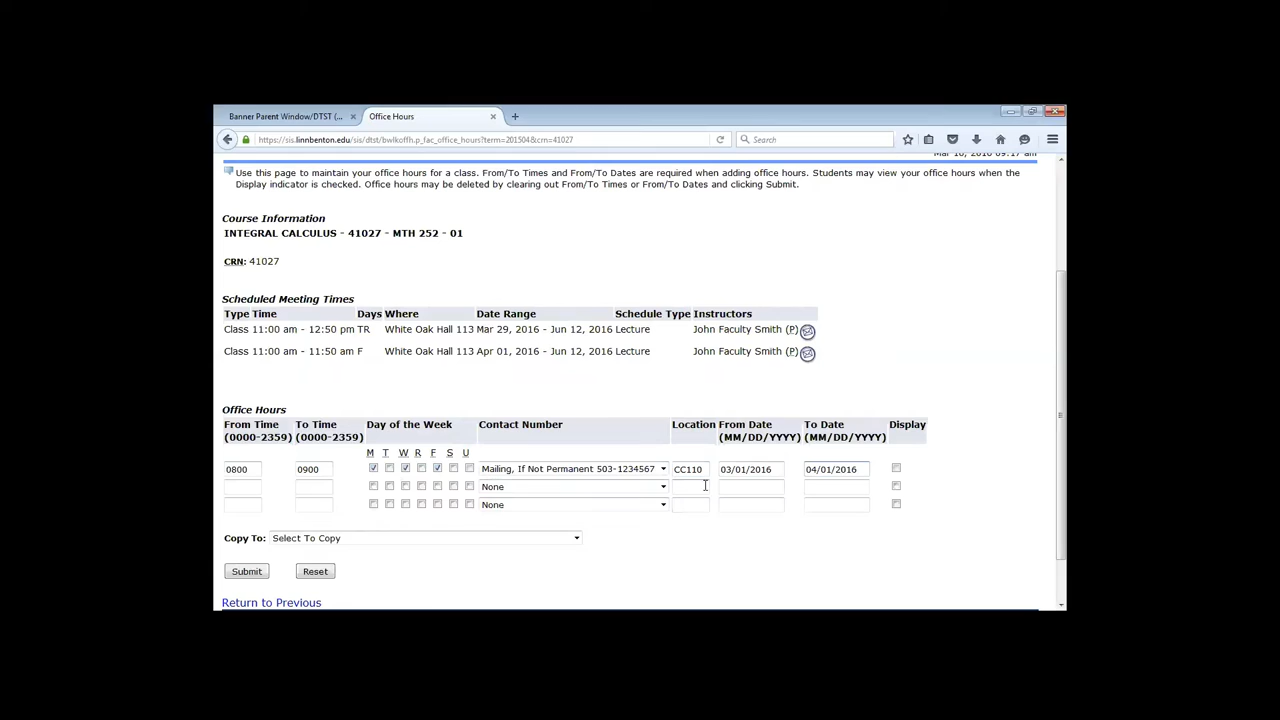 Banner Parent Window/DTST (...
Office Hours
https://sis.linnbenton.edu/sis/dtst/bwlkoffh.p_fac_office_hours?term=201504&crn=41027
Search
Use this page to maintain your office hours for a class. From/To Times and From/To Dates are required when adding office hours. Students may view your office hours when the
Display indicator is checked. Office hours may be deleted by clearing out From/To Times or From/To Dates and clicking Submit.
Course Information
INTEGRAL CALCULUS - 41027 - MTH 252 - 01
CRN: 41027
Scheduled Meeting Times
Type Time Days Where Date Range Schedule Type Instructors
Class 11:00 am - 12:50 pm TR White Oak Hall 113 Mar 29, 2016 - Jun 12, 2016 Lecture John Faculty Smith (P)
Class 11:00 am - 11:50 am F White Oak Hall 113 Apr 01, 2016 - Jun 12, 2016 Lecture John Faculty Smith (P)
Office Hours
From Time To Time Day of the Week Contact Number Location From Date To Date Display
(0000-2359) (0000-2359) (MM/DD/YYYY) (MM/DD/YYYY)
M T W R F S U
0800 0900 Mailing, If Not Permanent 503-1234567 CC110 03/01/2016 04/01/2016
None
None
Copy To: Select To Copy
Submit Reset
Return to Previous